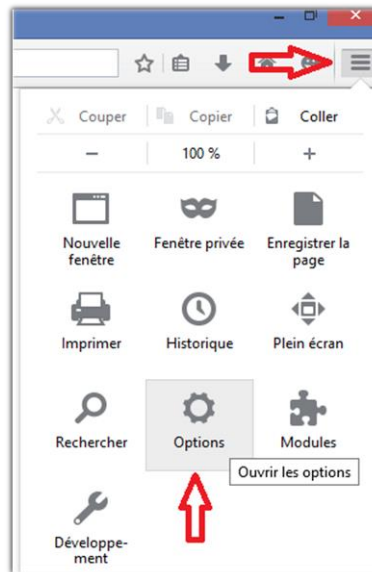 Couper Copier Coller
− 100 % +
Nouvelle fenêtre
Fenêtre privée
Enregistrer la page
Imprimer
Historique
Plein écran
Rechercher
Options
Modules
Ouvrir les options
Développe-
ment